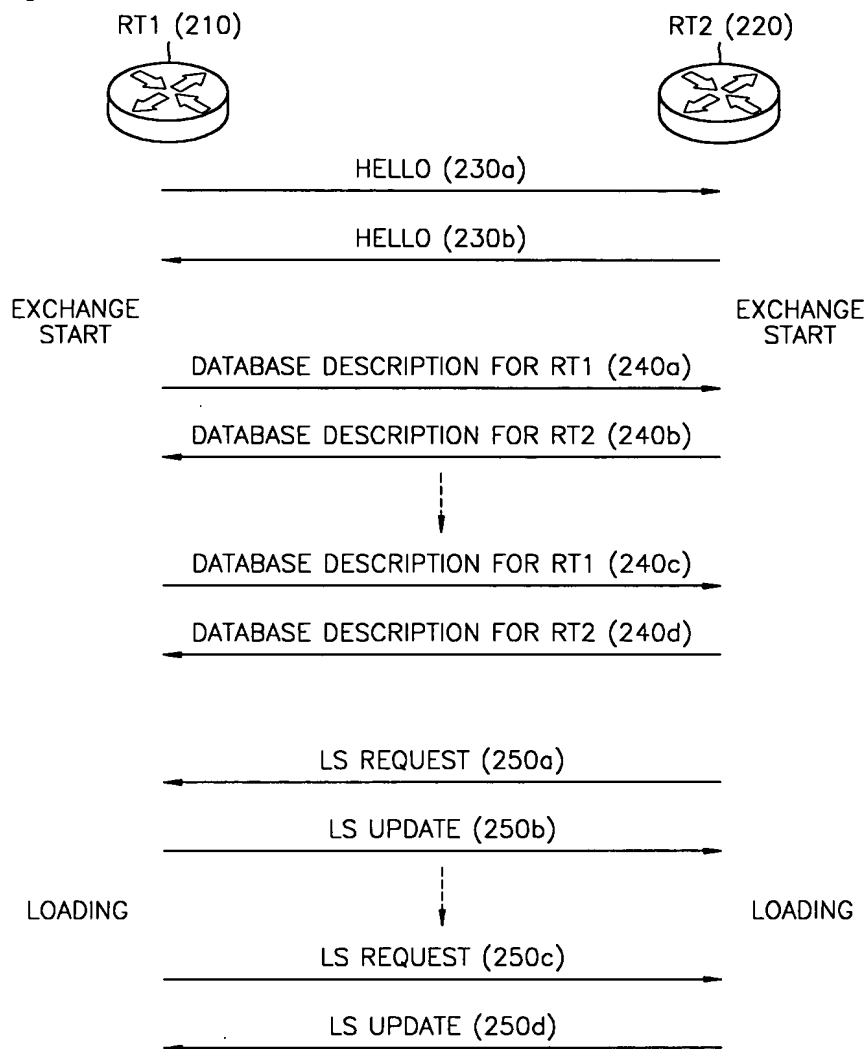 RT1 (210)
RT2 (220)
HELLO (230a)
HELLO (230b)
EXCHANGE
START
EXCHANGE
START
DATABASE DESCRIPTION FOR RT1 (240a)
DATABASE DESCRIPTION FOR RT2 (240b)
DATABASE DESCRIPTION FOR RT1 (240c)
DATABASE DESCRIPTION FOR RT2 (240d)
LS REQUEST (250a)
LS UPDATE (250b)
LOADING
LOADING
LS REQUEST (250c)
LS UPDATE (250d)